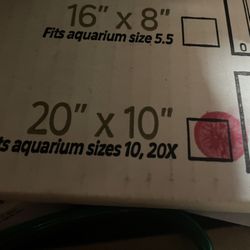 16" x 8"
Fits aquarium size 5.5
20" x 10"
ts aquarium sizes 10, 20X